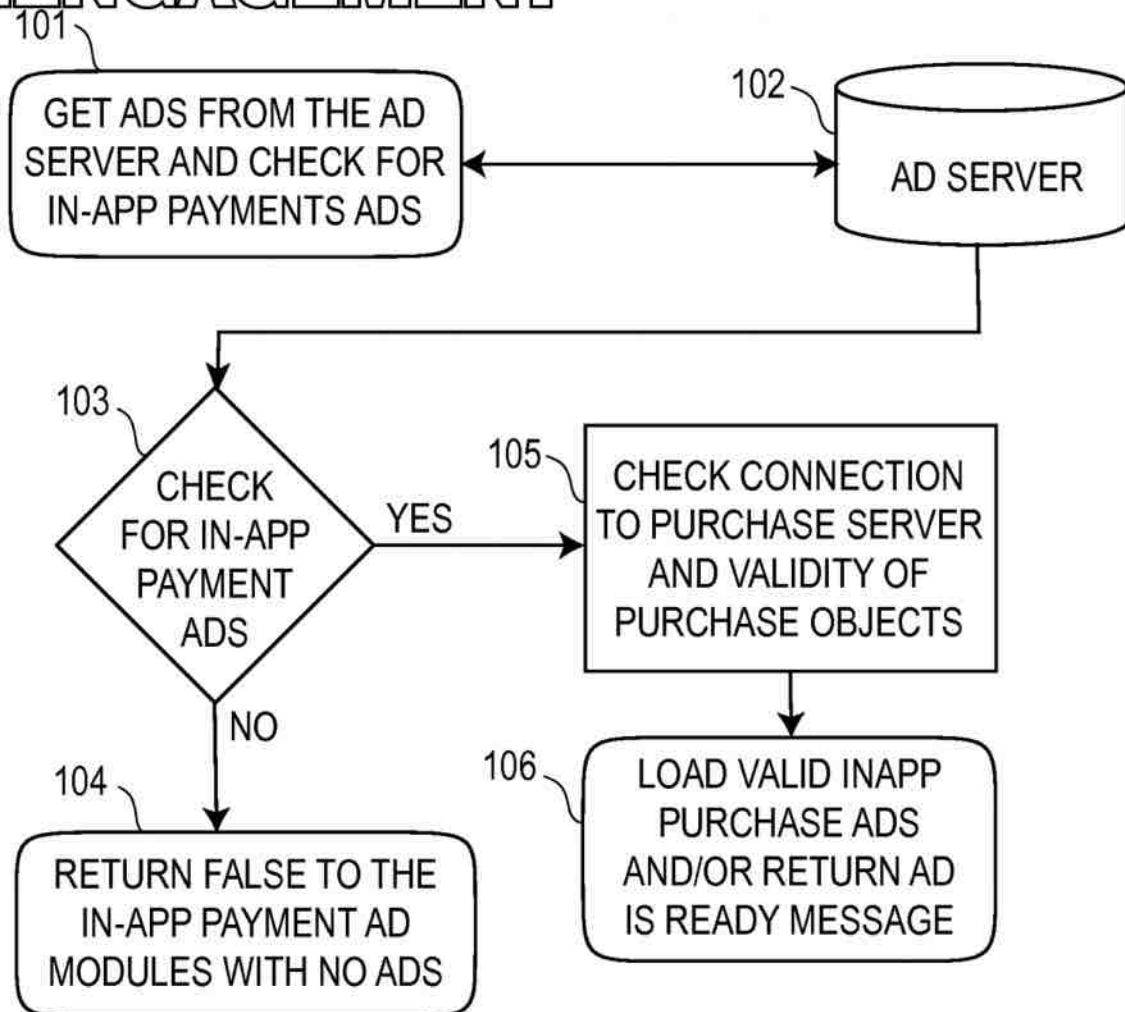 ENGAGEMENT
101
GET ADS FROM THE AD
SERVER AND CHECK FOR
IN-APP PAYMENTS ADS
102
AD SERVER
103
CHECK
FOR IN-APP
PAYMENT
ADS
YES
NO
105
CHECK CONNECTION
TO PURCHASE SERVER
AND VALIDITY OF
PURCHASE OBJECTS
104
RETURN FALSE TO THE
IN-APP PAYMENT AD
MODULES WITH NO ADS
106
LOAD VALID INAPP
PURCHASE ADS
AND/OR RETURN AD
IS READY MESSAGE